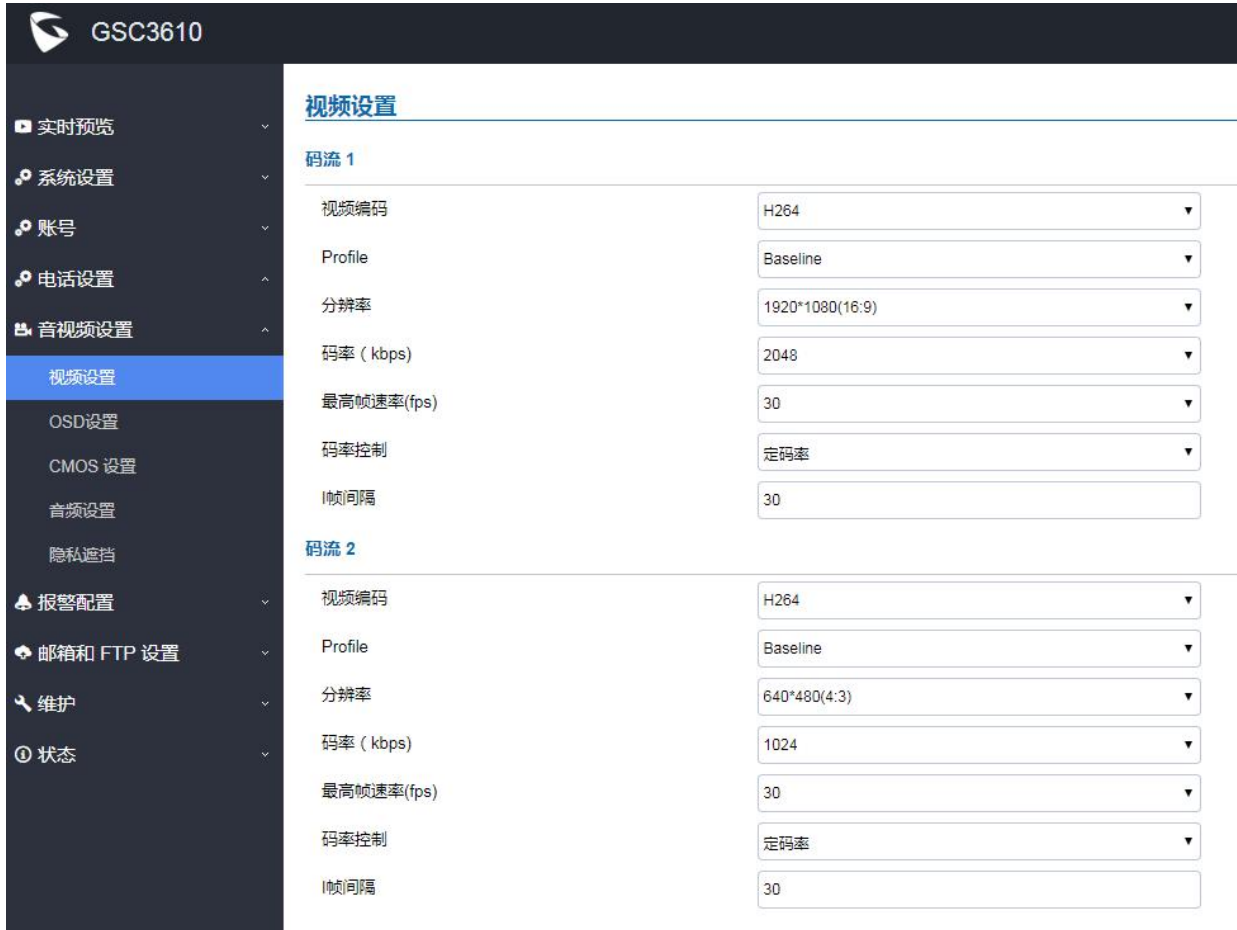 GSC3610
实时预览
系统设置
账号
电话设置
音视频设置
视频设置
OSD设置
CMOS 设置
音频设置
隐私遮挡
报警配置
邮箱和 FTP 设置
维护
状态
视频设置
码流 1
视频编码 H264
Profile Baseline
分辨率 1920*1080(16:9)
码率 ( kbps) 2048
最高帧速率(fps) 30
码率控制 定码率
I帧间隔 30
码流 2
视频编码 H264
Profile Baseline
分辨率 640*480(4:3)
码率 ( kbps) 1024
最高帧速率(fps) 30
码率控制 定码率
I帧间隔 30